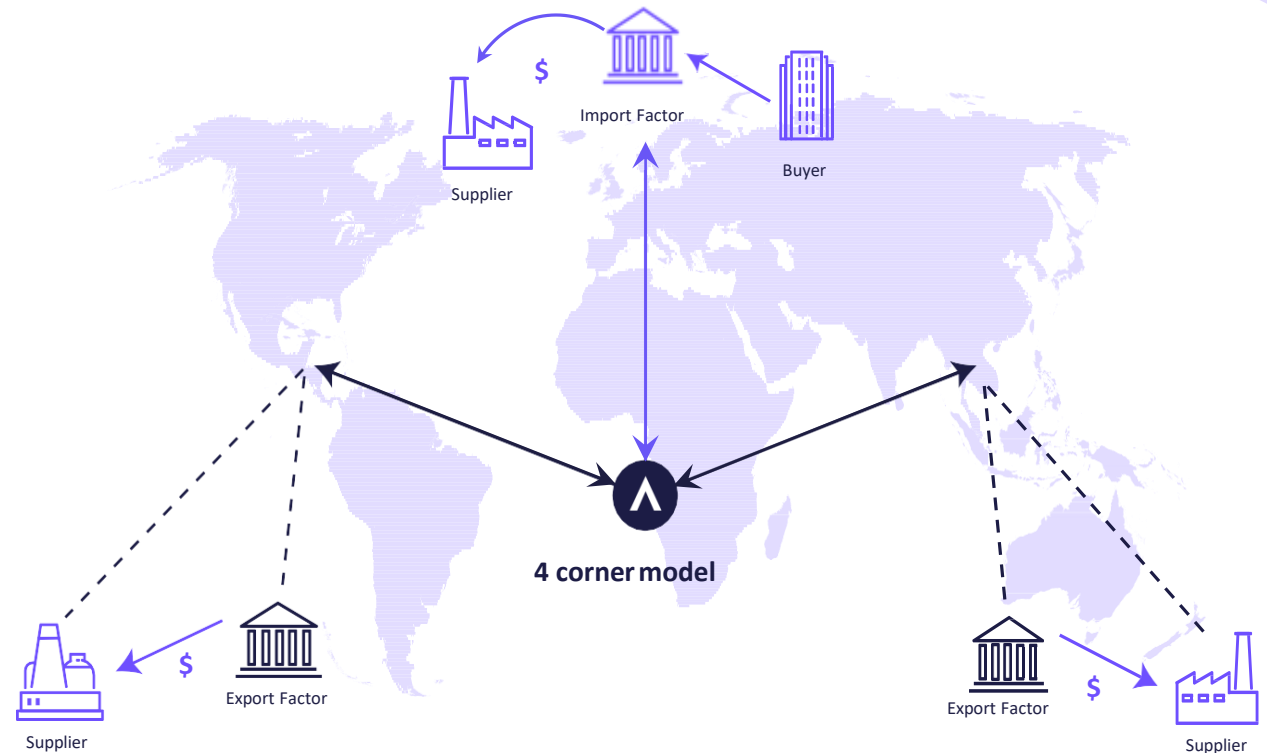 $
Import Factor
Buyer
Supplier
4 corner model
$
Export Factor
Supplier
$
Export Factor
Supplier